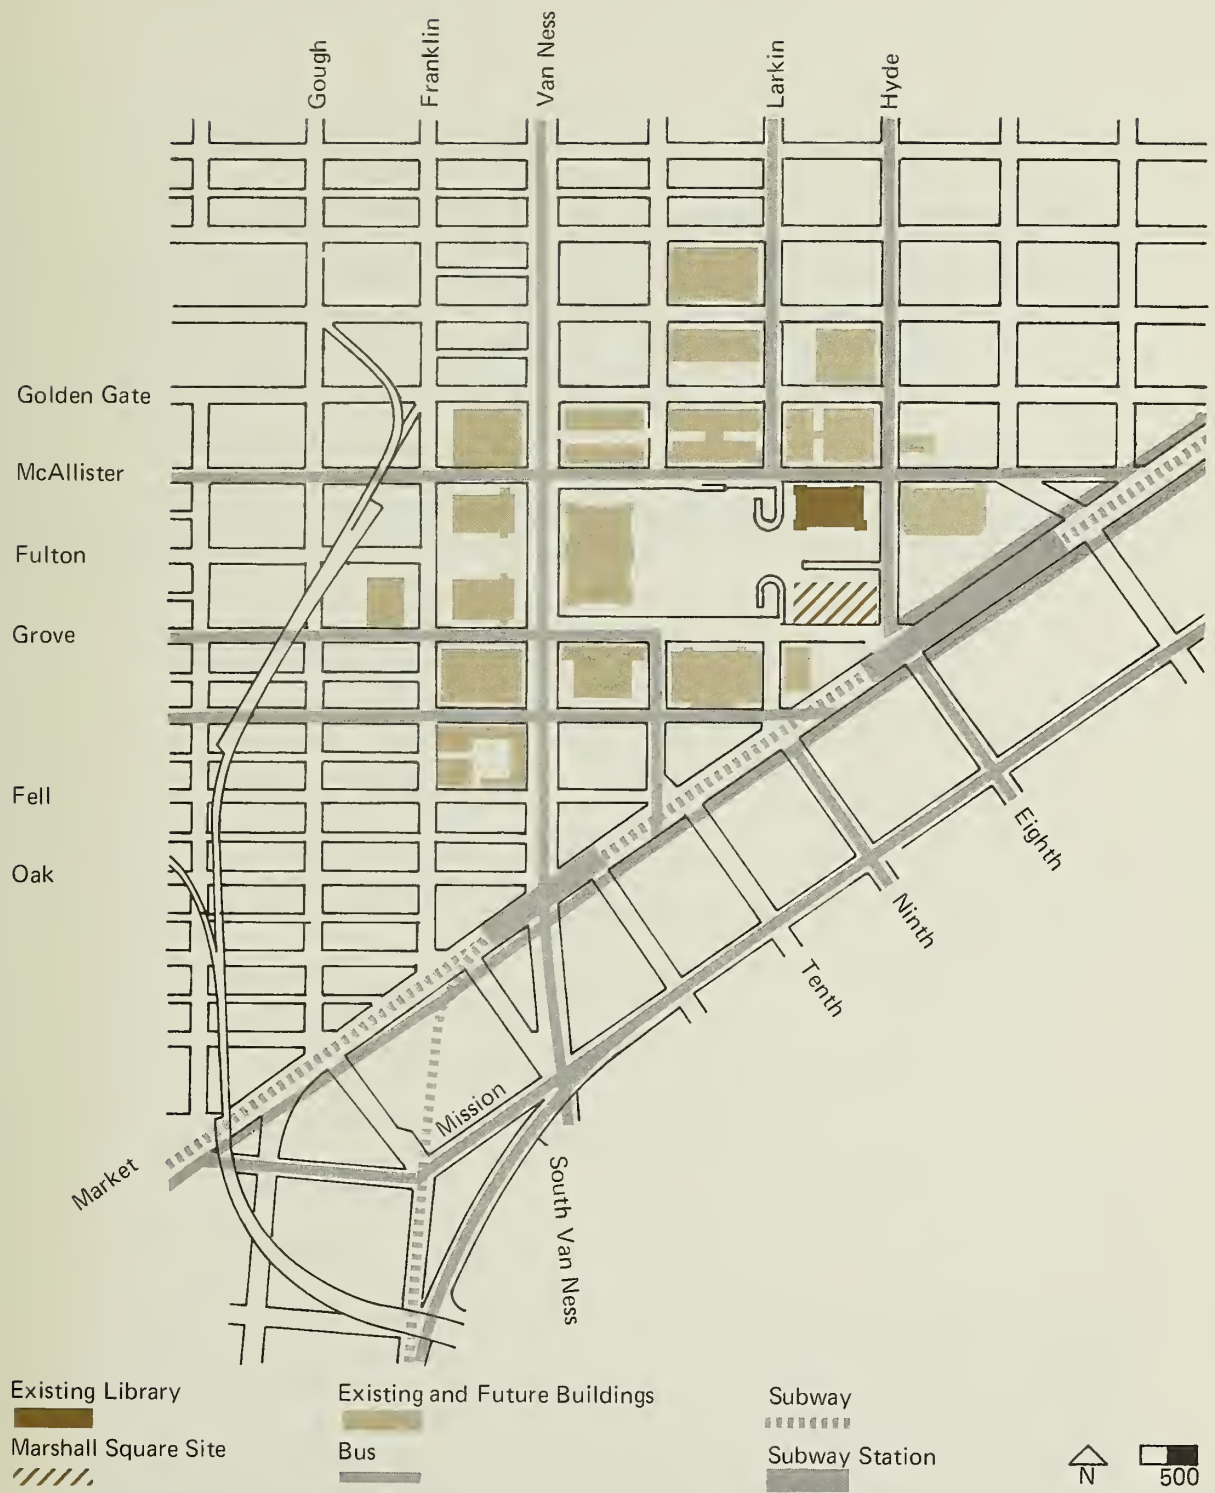 Gough
Franklin
Van Ness
Larkin
Hyde
Golden Gate
McAllister
Fulton
Grove
Fell
Oak
Eighth
Ninth
Tenth
Mission
Market
South Van Ness
Existing Library
Existing and Future Buildings
Subway
Marshall Square Site
Bus
Subway Station
N
500